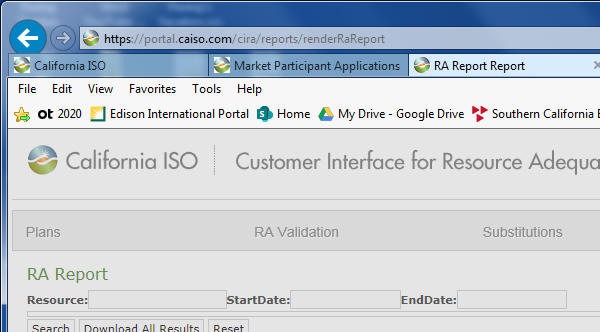 https://portal.caiso.com/cira/reports/renderRaReport
California ISO Market Participant Applications RA Report Report
File Edit View Favorites Tools Help
ot 2020 Edison International Portal Home My Drive - Google Drive Southern California
California ISO Customer Interface for Resource Adequa
Plans RA Validation Substitutions
RA Report
Resource: StartDate: EndDate:
Search Download All Results Reset